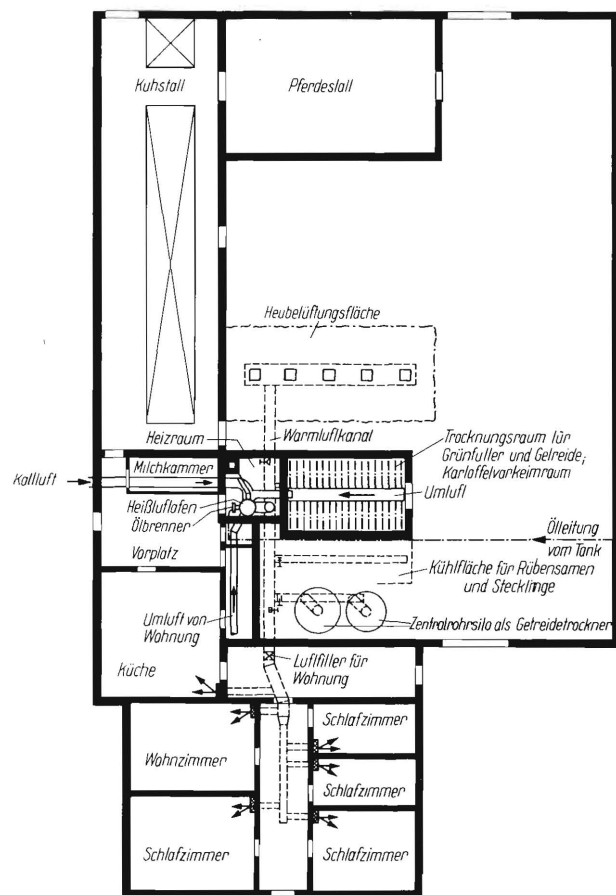 Kuhstall
Pferdestall
Heubelüftungsfläche
Heizraum
Warmluftkanal
Trocknungsraum für
Grünfutter und Getreide;
Kartoffelvorkeimraum
Milchkammer
Kaltluft
Umluft
Heißluftofen
Ölbrenner
Ölleitung
vom Tank
Vorplatz
Kühlfläche für Rübensamen
und Stecklinge
Umluft von
Wohnung
Zentralrohrsilo als Getreidetrockner
Luftfilter für
Wohnung
Küche
Schlafzimmer
Wohnzimmer
Schlafzimmer
Schlafzimmer
Schlafzimmer